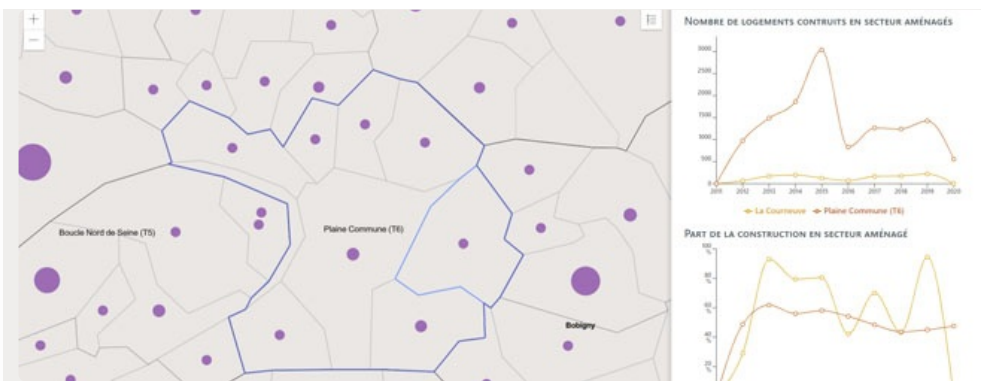 +
−
Boucle Nord de Seine (T5)
Plaine Commune (T6)
Bobigny
NOMBRE DE LOGEMENTS CONTRUITS EN SECTEUR AMÉNAGÉS
3000
2500
2000
1500
1000
500
0
2011 2012 2013 2014 2015 2016 2017 2018 2019 2020
La Courneuve Plaine Commune (T6)
PART DE LA CONSTRUCTION EN SECTEUR AMÉNAGÉ
100
%
80
%
60
%
40
%
20
%